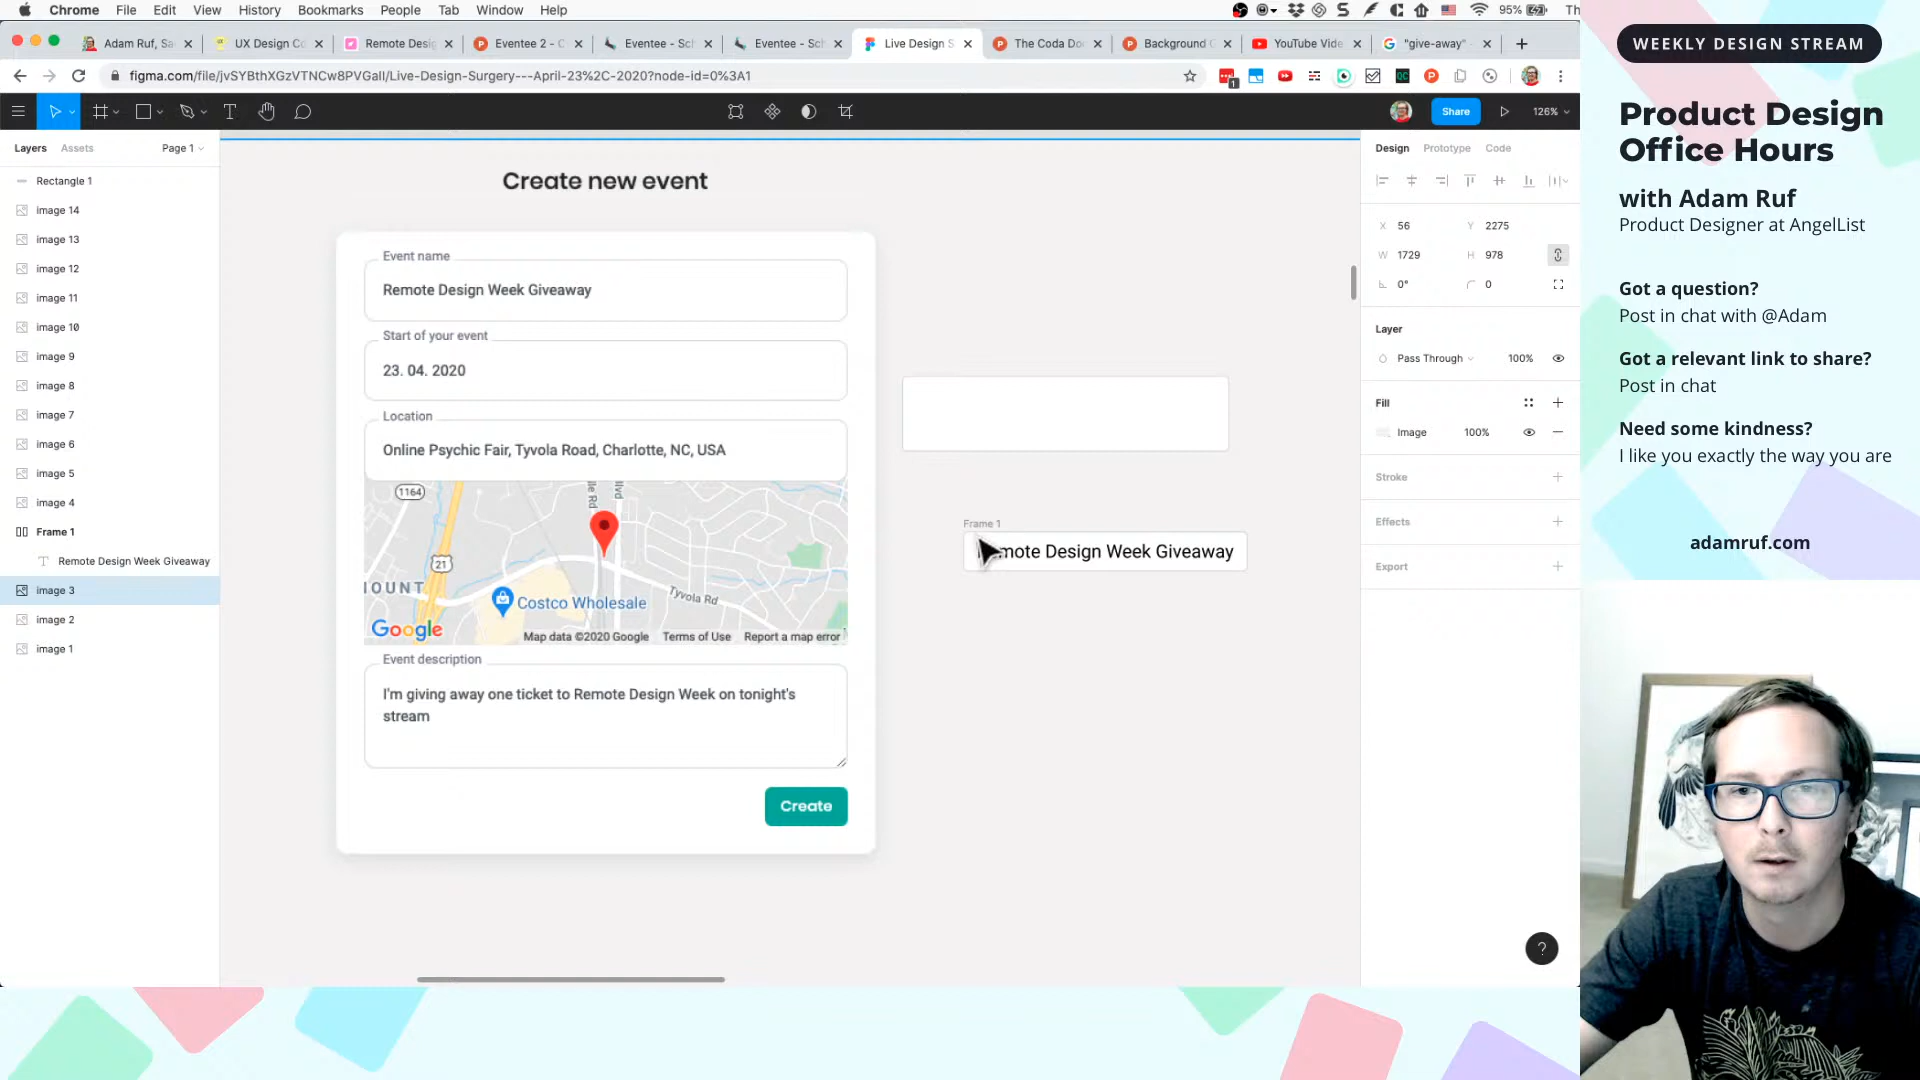 Chrome File Edit View History Bookmarks People Tab Window Help
95%
Th
Adam Ruf, Sa
UX Design Co
Remote Desig
Eventee 2 - C
Eventee - Sch
Eventee - Sch
Live Design S
The Coda Do
Background
YouTube Vide
"give-away"
figma.com/file/jvSYBthXGzVTNCw8PVGaII/Live-Design-Surgery---April-23%2C-2020?node-id=0%3A1
Share
126%
Layers
Assets
Page 1
Rectangle 1
image 14
image 13
image 12
image 11
image 10
image 9
image 8
image 7
image 6
image 5
image 4
Frame 1
Remote Design Week Giveaway
image 3
image 2
image 1
Create new event
Event name
Remote Design Week Giveaway
Start of your event
23. 04. 2020
Location
Online Psychic Fair, Tyvola Road, Charlotte, NC, USA
1164
21
OUNT
Costco Wholesale
Tyvola Rd
Google
Map data ©2020 Google
Terms of Use
Report a map error
Event description
I'm giving away one ticket to Remote Design Week on tonight's
stream
Create
Frame 1
mote Design Week Giveaway
Design
Prototype
Code
X 56
Y 2275
W 1729
H 978
0°
0
Layer
Pass Through
100%
Fill
Image
100%
Stroke
Effects
Export
?
WEEKLY DESIGN STREAM
Product Design
Office Hours
with Adam Ruf
Product Designer at AngelList
Got a question?
Post in chat with @Adam
Got a relevant link to share?
Post in chat
Need some kindness?
I like you exactly the way you are
adamruf.com